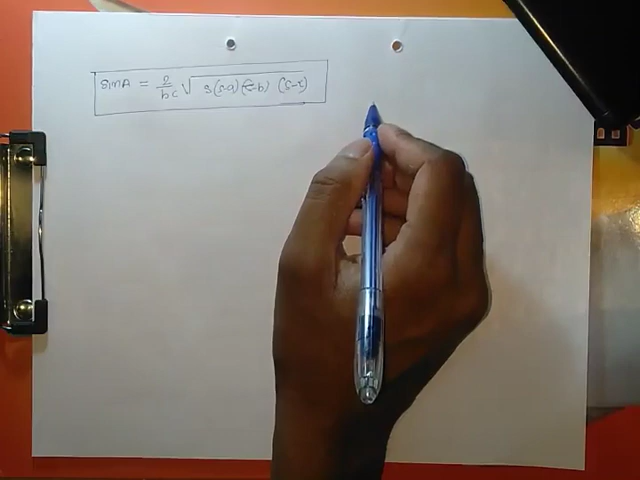 sinA = 2/bc √s(s-a)(s-b) (s-c)